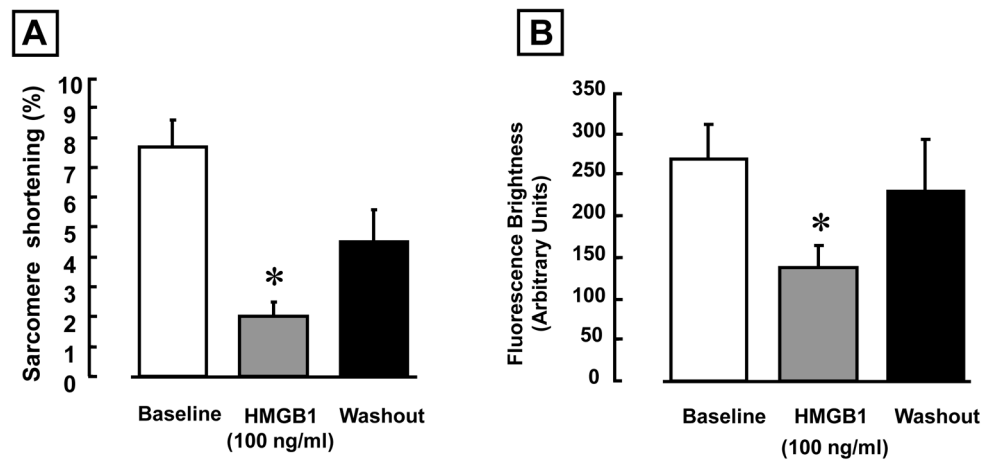 A
Sarcomere shortening (%)
10
9
8
7
6
5
4
3
2
1
0
*
Baseline
HMGB1
(100 ng/ml)
Washout
B
Fluorescence Brightness
(Arbitrary Units)
350
300
250
200
150
100
50
0
*
Baseline
HMGB1
(100 ng/ml)
Washout